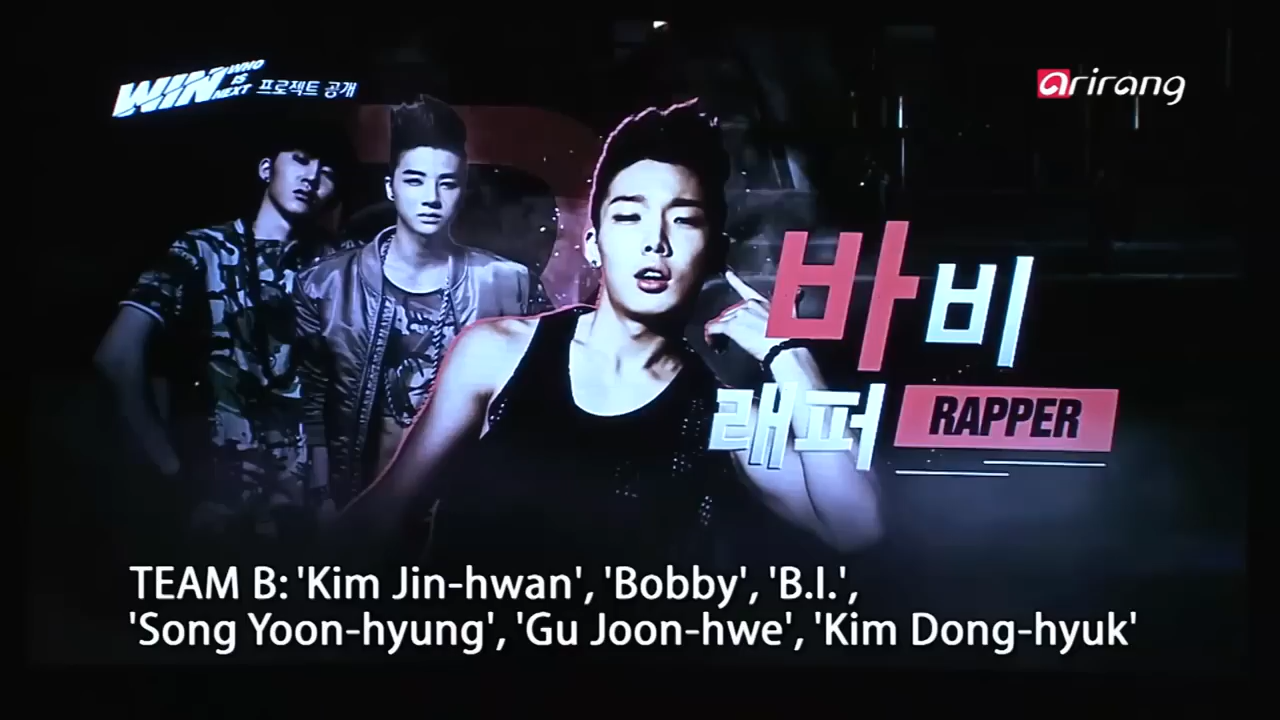 WIN WHO IS NEXT 프로젝트 공개
arirang
바비
래퍼 RAPPER
TEAM B: 'Kim Jin-hwan', 'Bobby', 'B.I.',
'Song Yoon-hyung', 'Gu Joon-hwe', 'Kim Dong-hyuk'